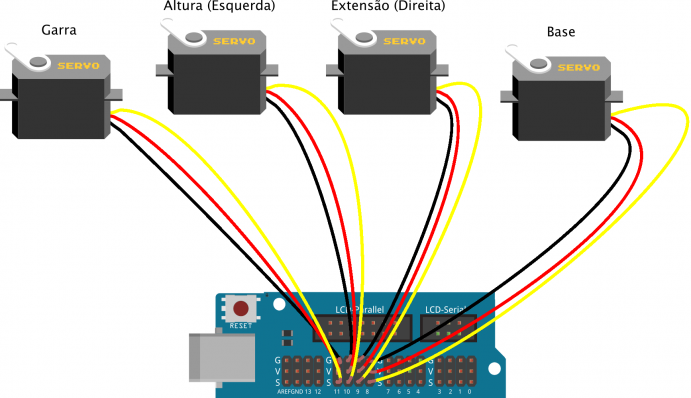 Garra
Altura (Esquerda)
Extensão (Direita)
Base
SERVO
SERVO
SERVO
SERVO
RESET
LCD-Parallel
LCD-Serial
G G G
V V V
S S S
AREF GND 13 12 11 10 9 8 7 6 5 4 3 2 1 0